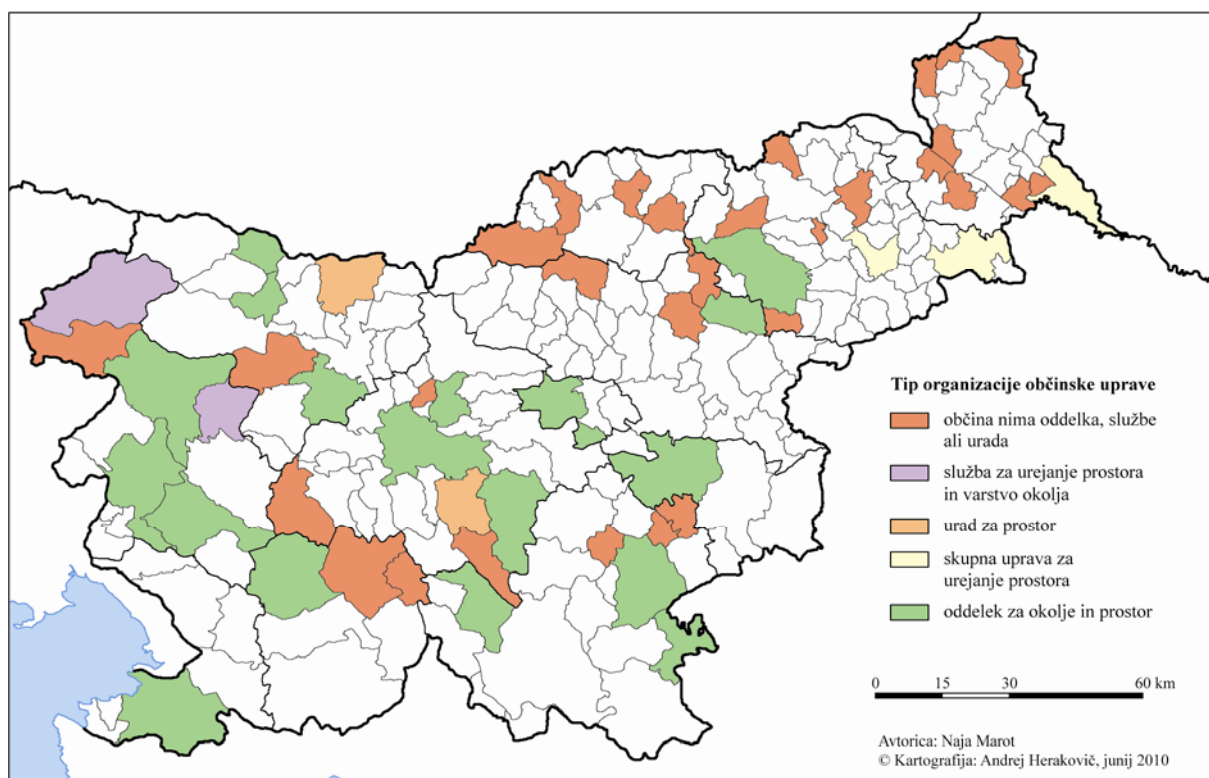 Tip organizacije občinske uprave
občina nima oddelka, službe
ali urada
služba za urejanje prostora
in varstvo okolja
urad za prostor
skupna uprava za
urejanje prostora
oddelek za okolje in prostor
0 15 30 60 km
Avtorica: Naja Marot
© Kartografija: Andrej Herakovič, junij 2010